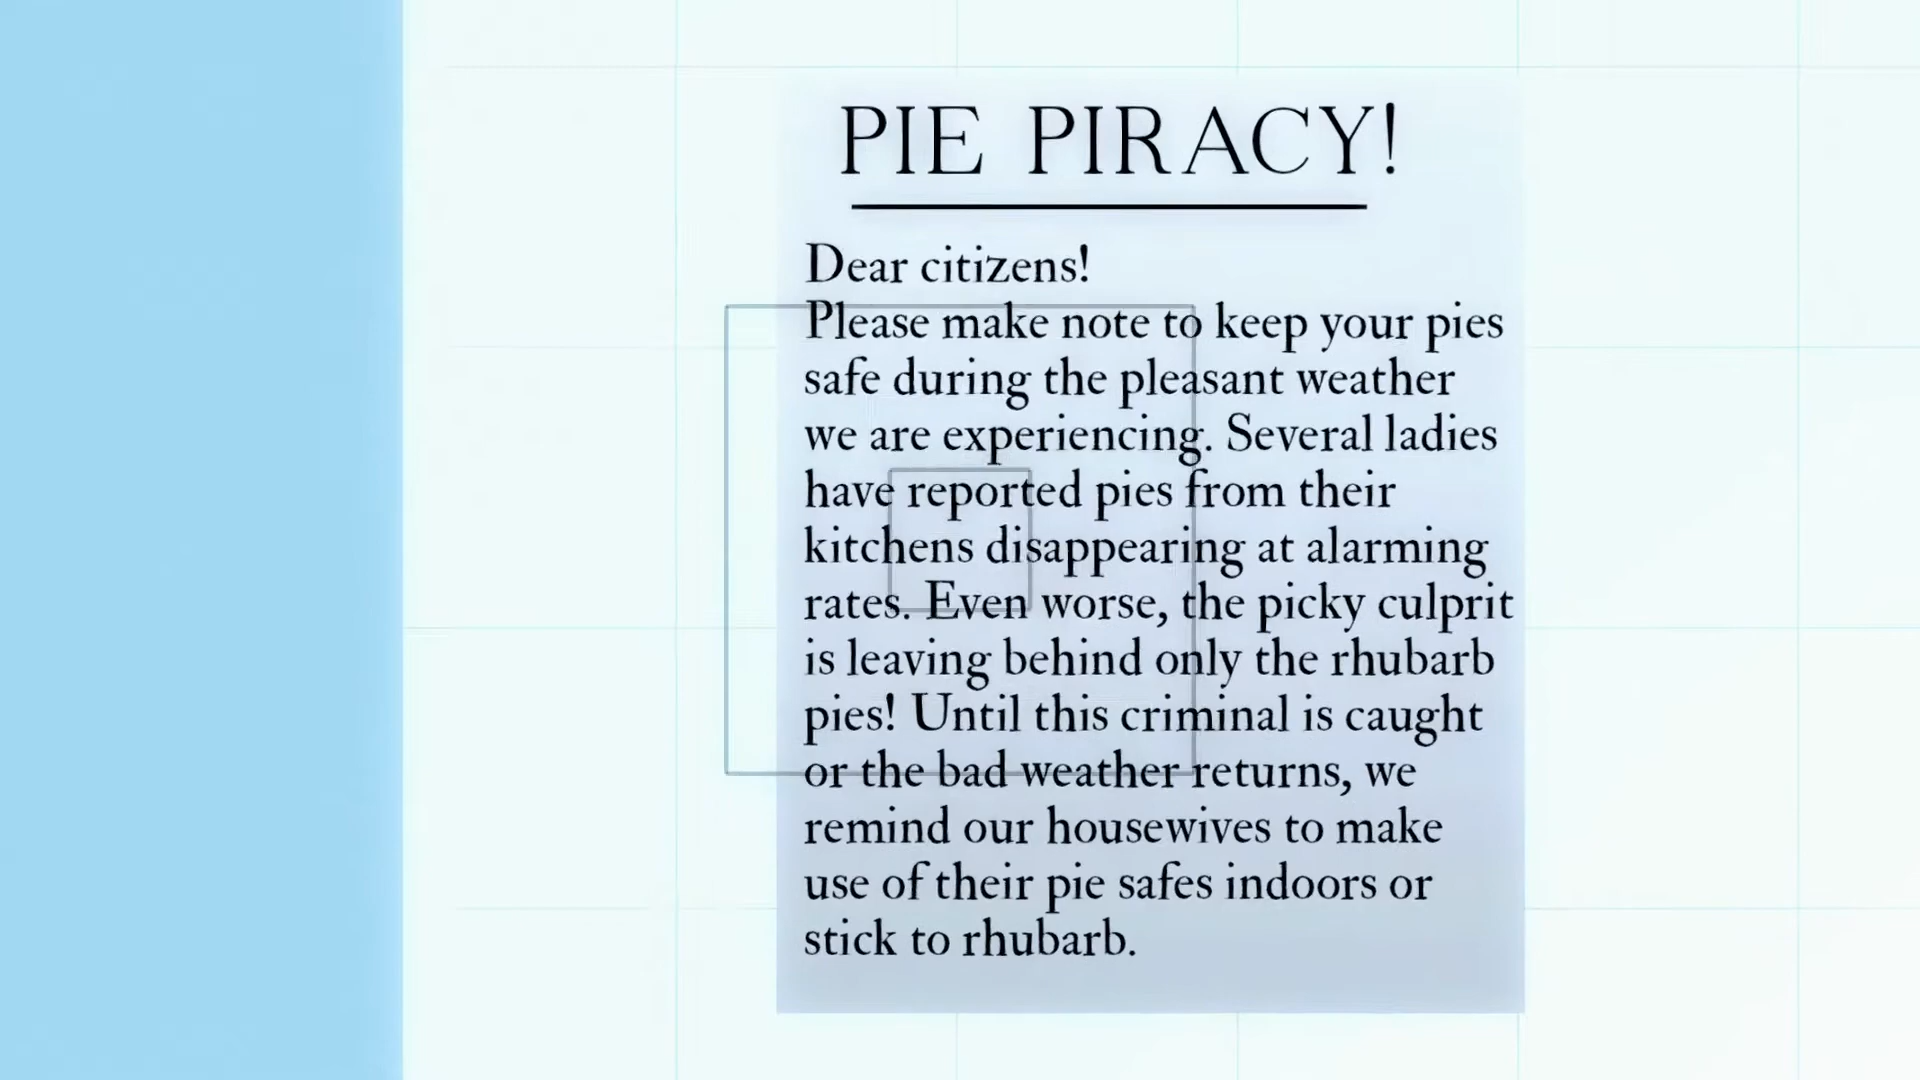 PIE PIRACY!
Dear citizens!
Please make note to keep your pies
safe during the pleasant weather
we are experiencing. Several ladies
have reported pies from their
kitchens disappearing at alarming
rates. Even worse, the picky culprit
is leaving behind only the rhubarb
pies! Until this criminal is caught
or the bad weather returns, we
remind our housewives to make
use of their pie safes indoors or
stick to rhubarb.